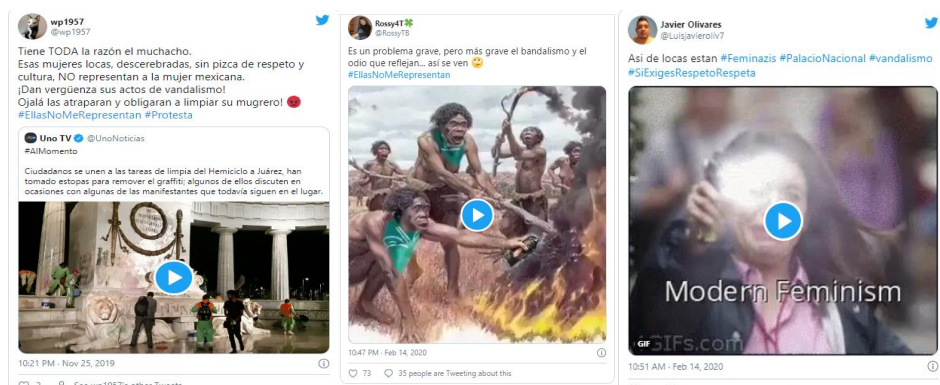 wp1957
@wp1957
Tiene TODA la razón el muchacho.
Esas mujeres locas, descerebradas, sin pizca de respeto y
cultura, NO representan a la mujer mexicana.
¡Dan vergüenza sus actos de vandalismo!
Ojalá las atraparan y obligaran a limpiar su mugrero! 😡
#EllasNoMeRepresentan #Protesta
Uno TV @UnoNoticias
#AlMomento
Ciudadanos se unen a las tareas de limpia del Hemiciclo a Juárez, han
tomado estopas para remover el graffiti; algunos de ellos discuten en
ocasiones con algunas de las manifestantes que todavía siguen en el lugar.
10:21 PM - Nov 25, 2019
See wp1957's other Tweets
Rossy4T🍀
@RossyTB
Es un problema grave, pero más grave el bandalismo y el
odio que reflejan... así se ven 🙄
#EllasNoMeRepresentan
10:47 PM - Feb 14, 2020
73 35 people are Tweeting about this
Javier Olivares
@Luisjavieroliv7
Asi de locas estan #Feminazis #PalacioNacional #vandalismo
#SiExigesRespetoRespeta
Modern Feminism
GIF
GIFs.com
10:51 AM - Feb 14, 2020